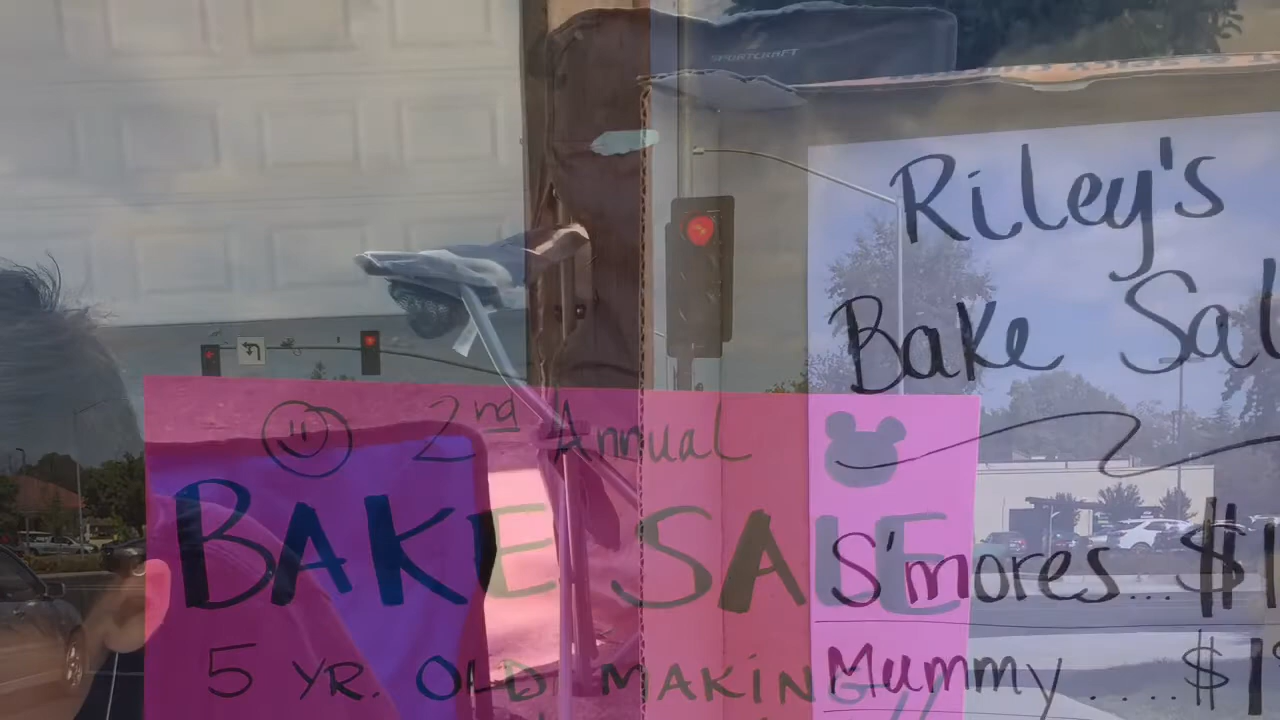 SPORTCRAFT
Riley's
Bake Sal
S'mores... $1
Mummy ..... $1
2nd Annual
BAKE SALE
5 YR. OLD MAKING